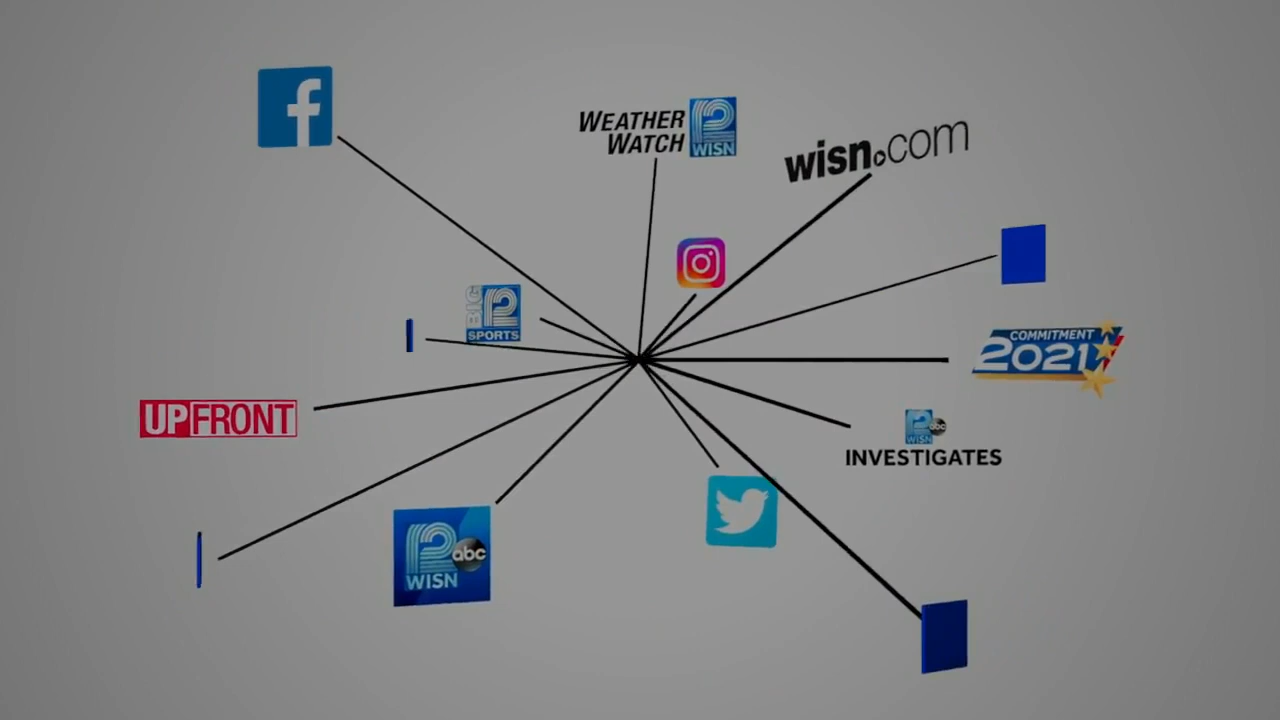 f
WEATHER
WATCH
12
WISN
wisn.com
BIG
12
SPORTS
COMMITMENT
2021
UPFRONT
12
WISN
abc
INVESTIGATES
12
abc
WISN